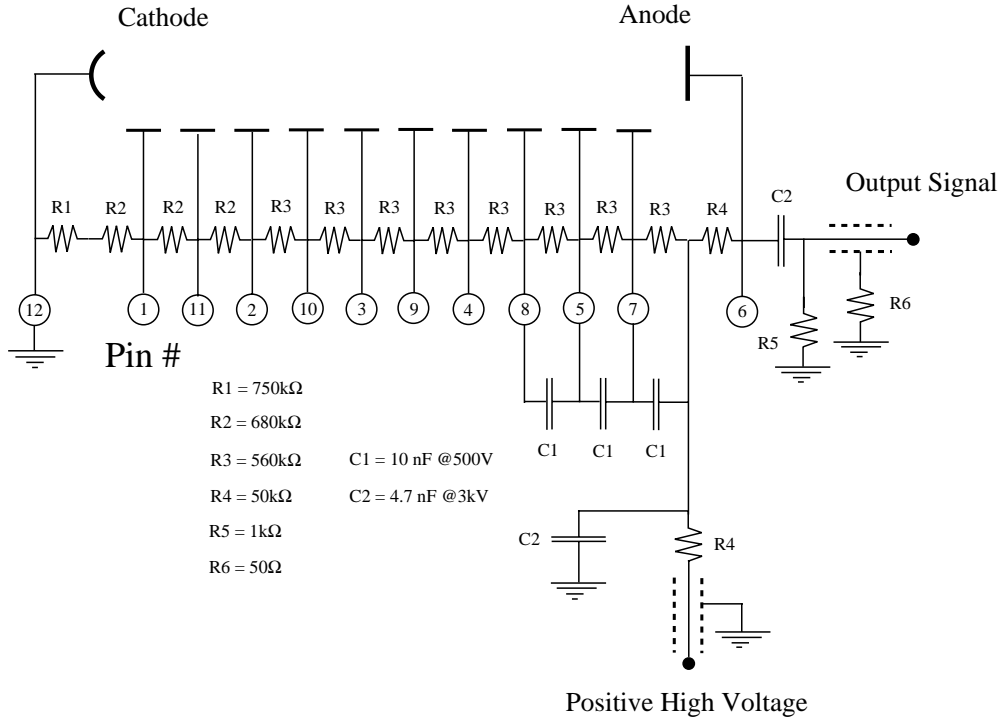 Cathode
Anode
Output Signal
R1 R2 R2 R2 R3 R3 R3 R3 R3 R3 R3 R3 R4 C2
12 1 11 2 10 3 9 4 8 5 7 6
R6
R5
Pin #
R1 = 750kΩ
R2 = 680kΩ
C1 C1 C1
R3 = 560kΩ C1 = 10 nF @500V
R4 = 50kΩ C2 = 4.7 nF @3kV
R5 = 1kΩ
C2 R4
R6 = 50Ω
Positive High Voltage